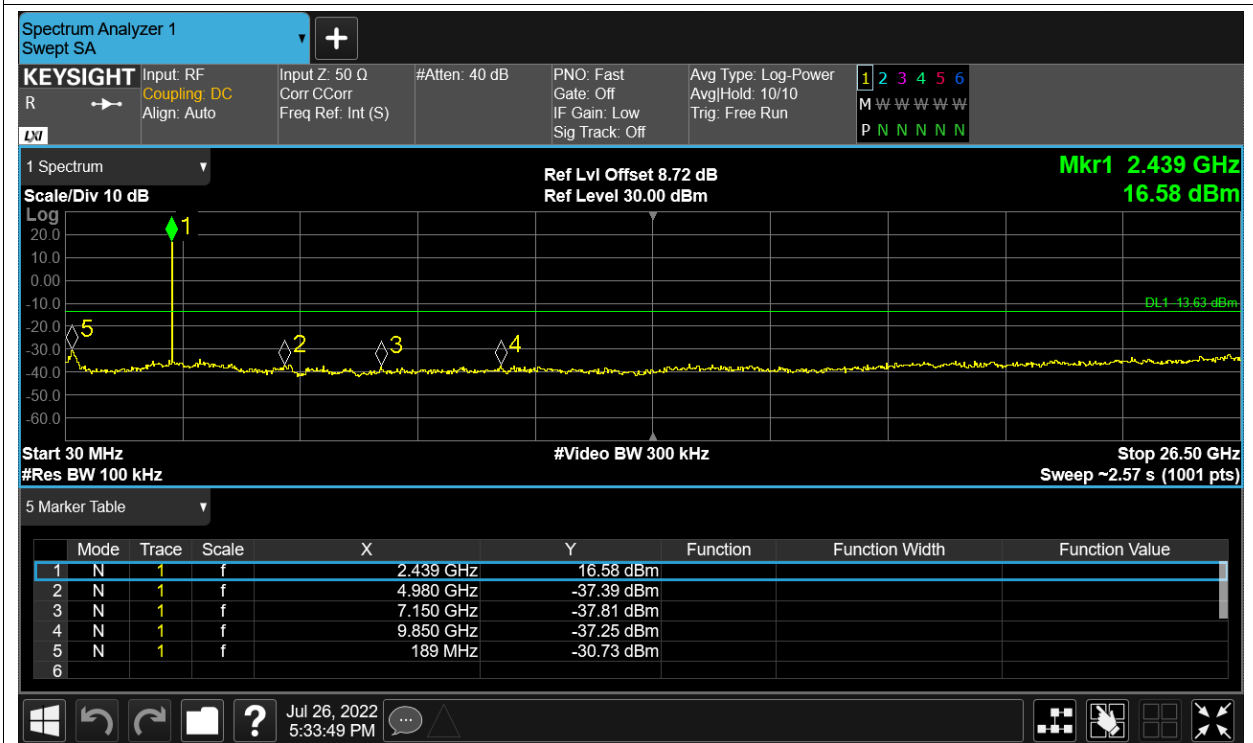 Spectrum Analyzer 1
Swept SA
KEYSIGHT
R
LXI
Input: RF
Coupling: DC
Align: Auto
Input Z: 50 Ω
Corr CCorr
Freq Ref: Int (S)
#Atten: 40 dB
PNO: Fast
Gate: Off
IF Gain: Low
Sig Track: Off
Avg Type: Log-Power
Avg|Hold: 10/10
Trig: Free Run
1 2 3 4 5 6
M W W W W W
P N N N N N
1 Spectrum
Scale/Div 10 dB
Ref Lvl Offset 8.72 dB
Ref Level 30.00 dBm
Mkr1 2.439 GHz
16.58 dBm
Log
20.0
10.0
0.00
-10.0
-20.0
-30.0
-40.0
-50.0
-60.0
1
5
2
3
4
DL1 -13.63 dBm
Start 30 MHz
#Video BW 300 kHz
Stop 26.50 GHz
#Res BW 100 kHz
Sweep ~2.57 s (1001 pts)
5 Marker Table
Mode Trace Scale X Y Function Function Width Function Value
1 N 1 f 2.439 GHz 16.58 dBm
2 N 1 f 4.980 GHz -37.39 dBm
3 N 1 f 7.150 GHz -37.81 dBm
4 N 1 f 9.850 GHz -37.25 dBm
5 N 1 f 189 MHz -30.73 dBm
6
?
Jul 26, 2022
5:33:49 PM